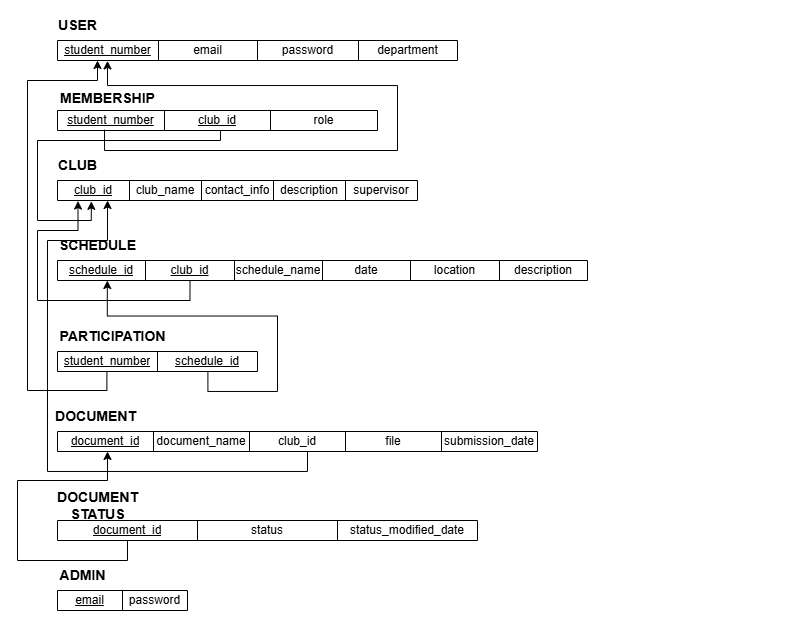 USER
student_number email password department
MEMBERSHIP
student_number club_id role
CLUB
club_id club_name contact_info description supervisor
SCHEDULE
schedule_id club_id schedule_name date location description
PARTICIPATION
student_number schedule_id
DOCUMENT
document_id document_name club_id file submission_date
DOCUMENT
STATUS
document_id status status_modified_date
ADMIN
email password